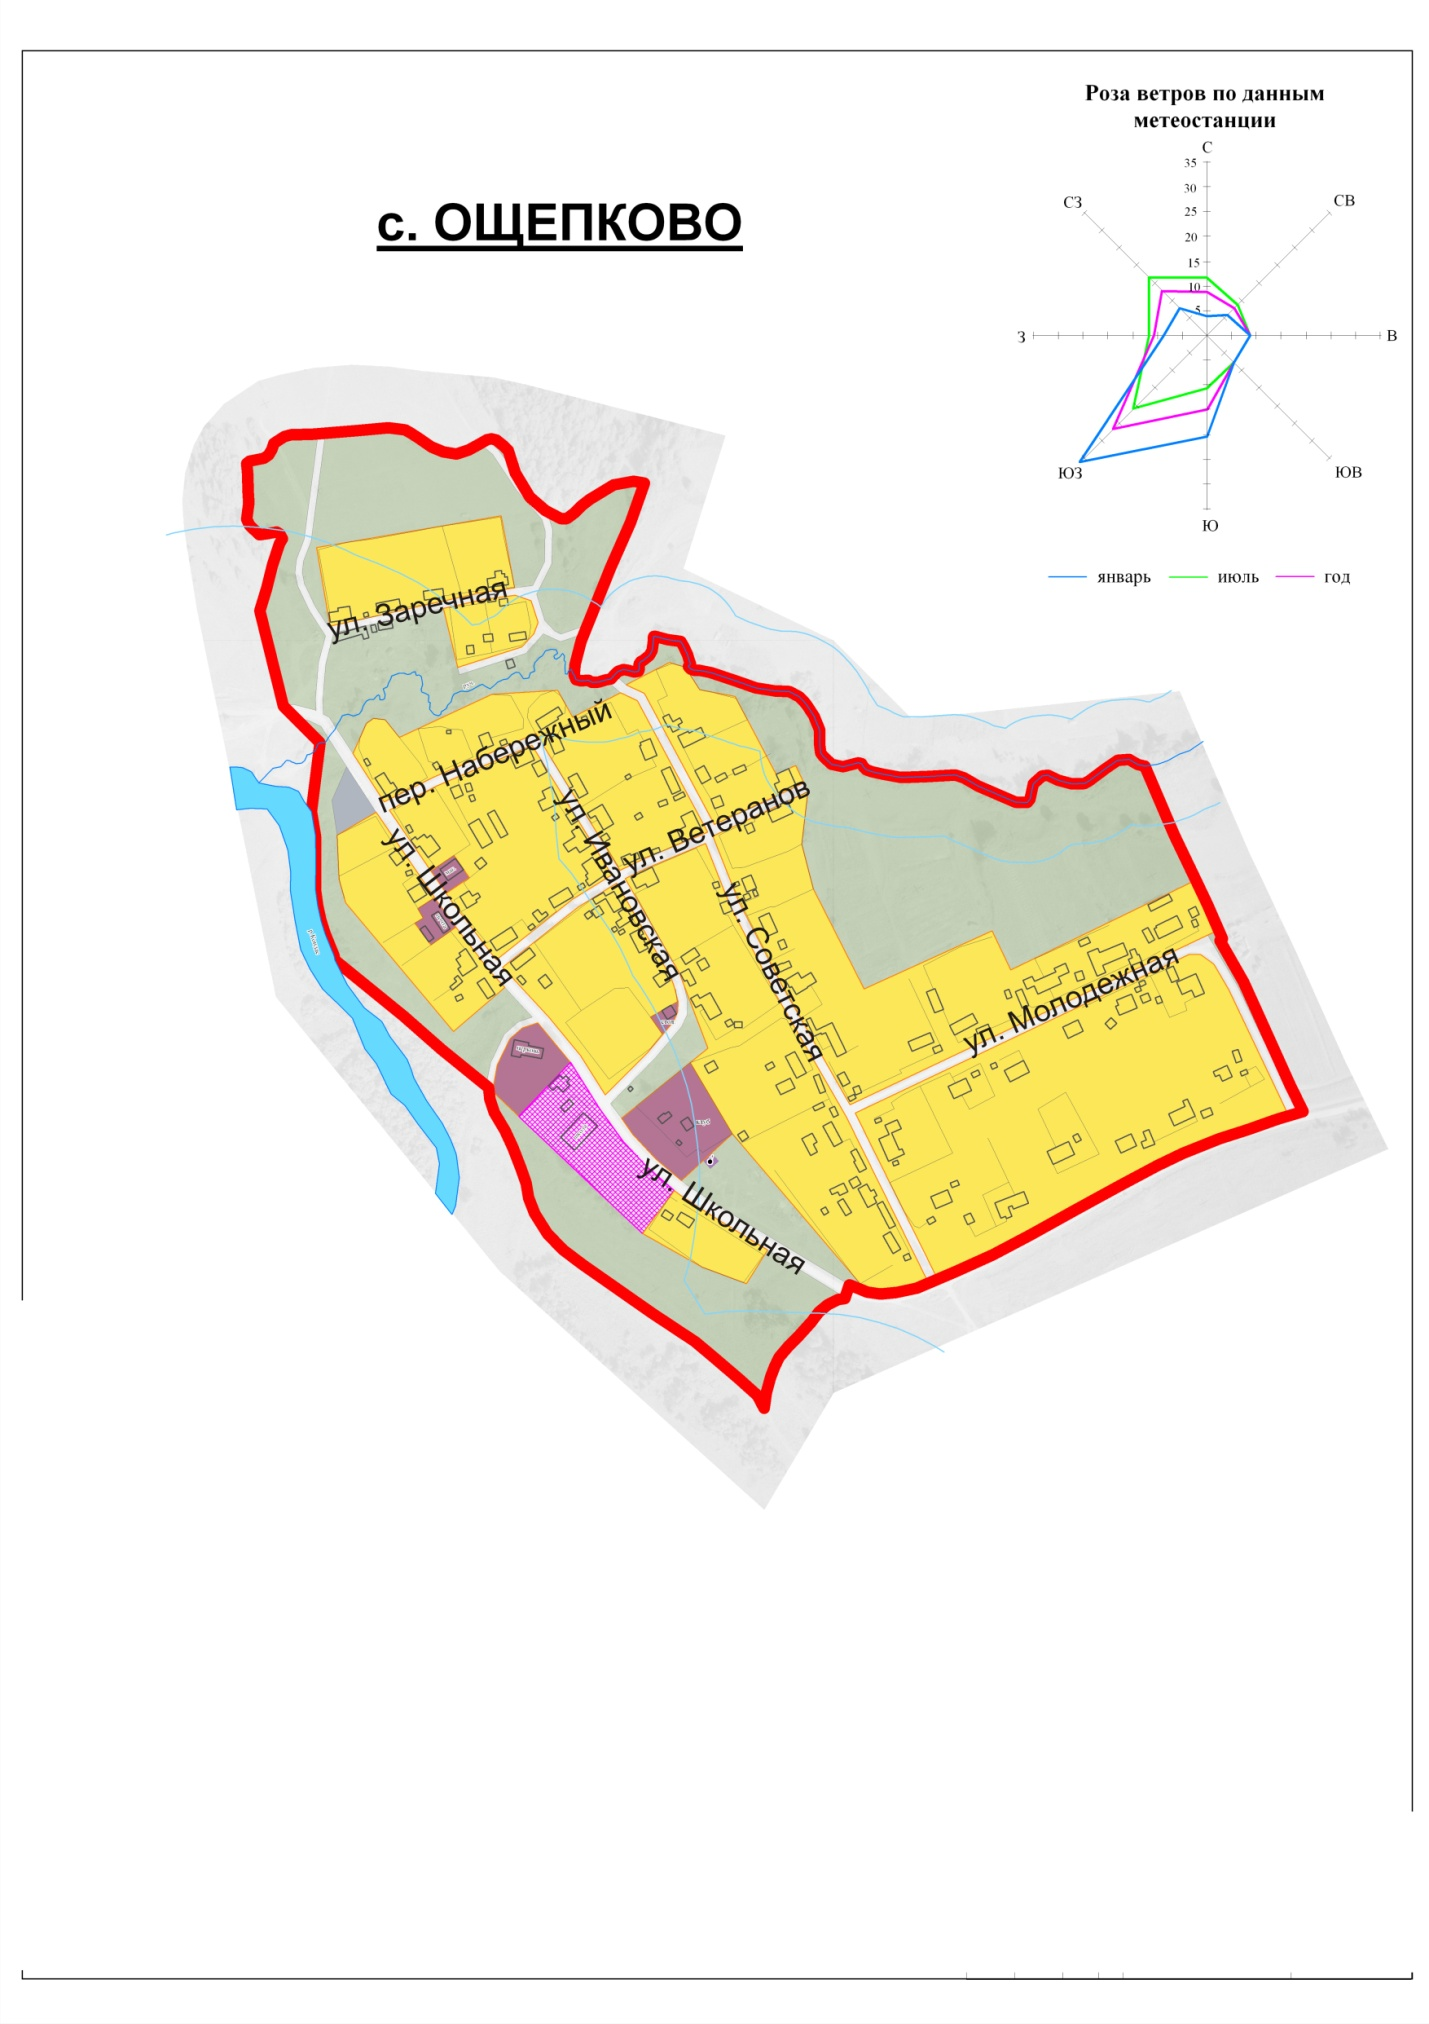 Роза ветров по данным
метеостанции
С
35
30
25
20
15
10
5
СЗ
СВ
З
В
ЮЗ
ЮВ
Ю
январь
июль
год
с. ОЩЕПКОВО
ул. Заречная
пер. Набережный
ул. Ивановская
ул. Ветеранов
ул. Школьная
ул. Советская
ул. Молодежная
ул. Школьная